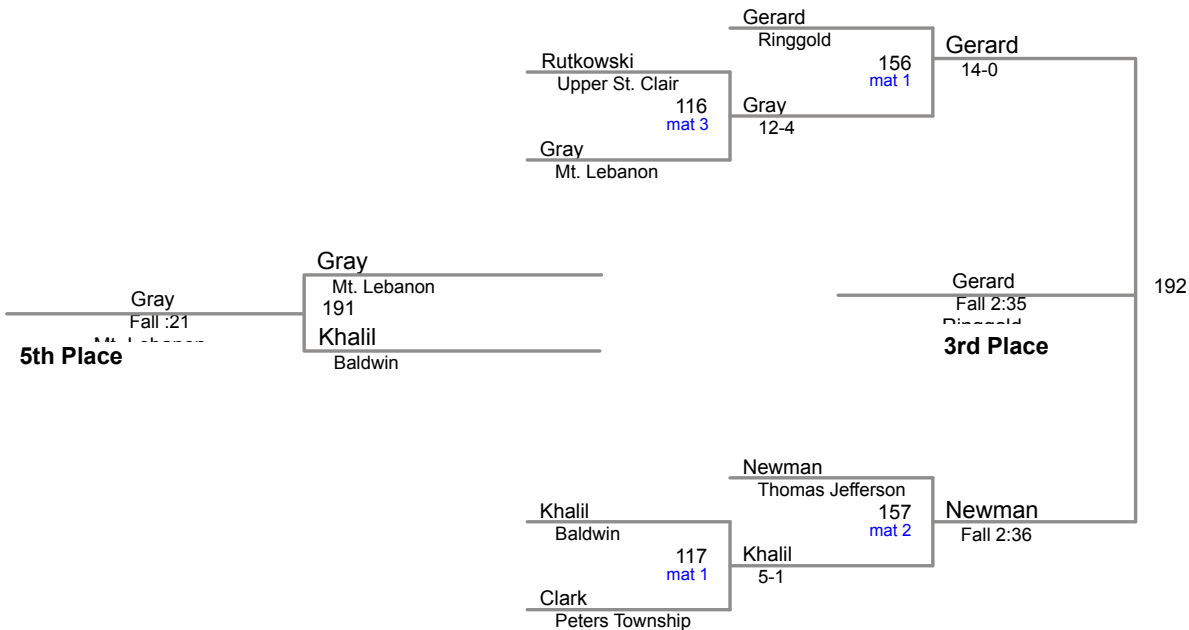 Gerard
Ringgold
156
mat 1
Gerard
14-0
Rutkowski
Upper St. Clair
116
mat 3
Gray
12-4
Gray
Mt. Lebanon
Gray
Mt. Lebanon
191
Gray
Fall :21
5th Place
Khalil
Baldwin
Gerard
Fall 2:35
192
3rd Place
Newman
Thomas Jefferson
157
mat 2
Newman
Fall 2:36
Khalil
Baldwin
117
mat 1
Khalil
5-1
Clark
Peters Township